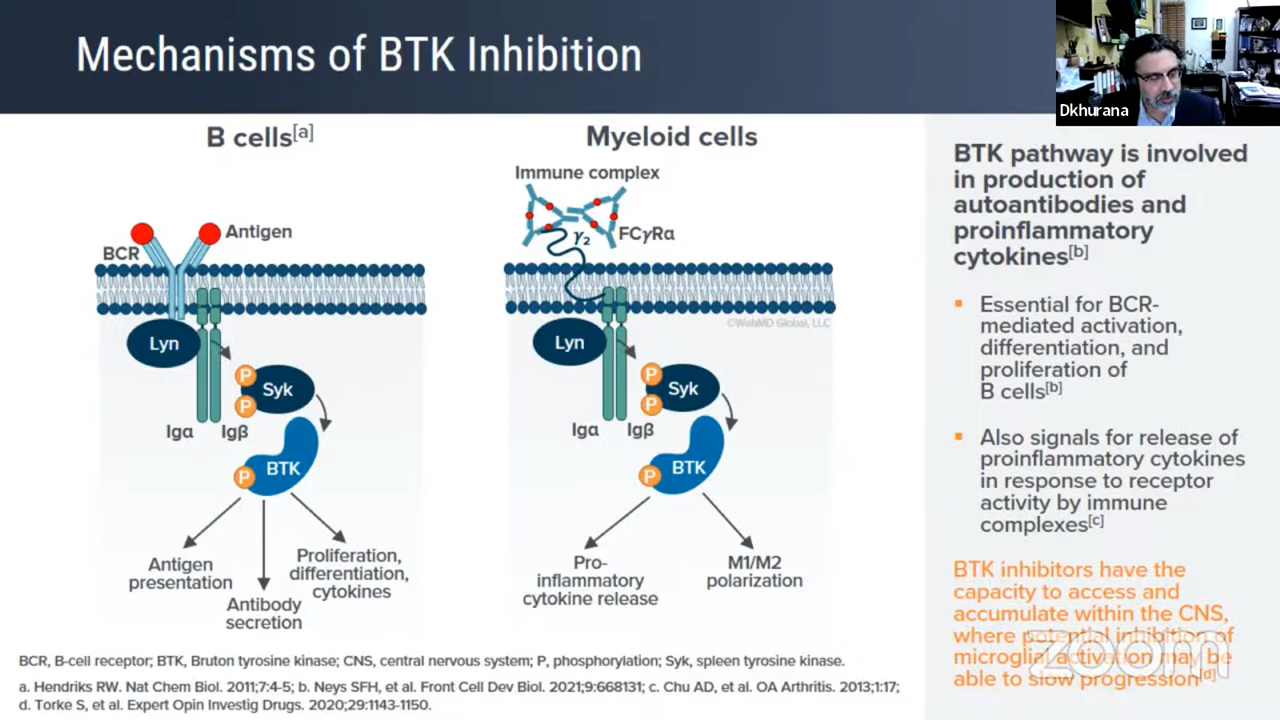 Mechanisms of BTK Inhibition
Dkhurana
B cells[a]
Antigen
BCR
Lyn
P
Syk
P
Igα
Igβ
BTK
P
Antigen
presentation
Antibody
secretion
Proliferation,
differentiation,
cytokines
Myeloid cells
Immune complex
γ2
FCγRα
©WebMD Global, LLC
Lyn
P
Syk
P
Igα
Igβ
BTK
P
Pro-
inflammatory
cytokine release
M1/M2
polarization
BTK pathway is involved
in production of
autoantibodies and
proinflammatory
cytokines[b]
Essential for BCR-
mediated activation,
differentiation, and
proliferation of
B cells[b]
Also signals for release of
proinflammatory cytokines
in response to receptor
activity by immune
complexes[c]
BTK inhibitors have the
capacity to access and
accumulate within the CNS,
where potential inhibition of
microglial activation may be
able to slow progression[d]
zoom
BCR, B-cell receptor; BTK, Bruton tyrosine kinase; CNS, central nervous system; P, phosphorylation; Syk, spleen tyrosine kinase.
a. Hendriks RW. Nat Chem Biol. 2011;7:4-5; b. Neys SFH, et al. Front Cell Dev Biol. 2021;9:668131; c. Chu AD, et al. OA Arthritis. 2013;1:17;
d. Torke S, et al. Expert Opin Investig Drugs. 2020;29:1143-1150.